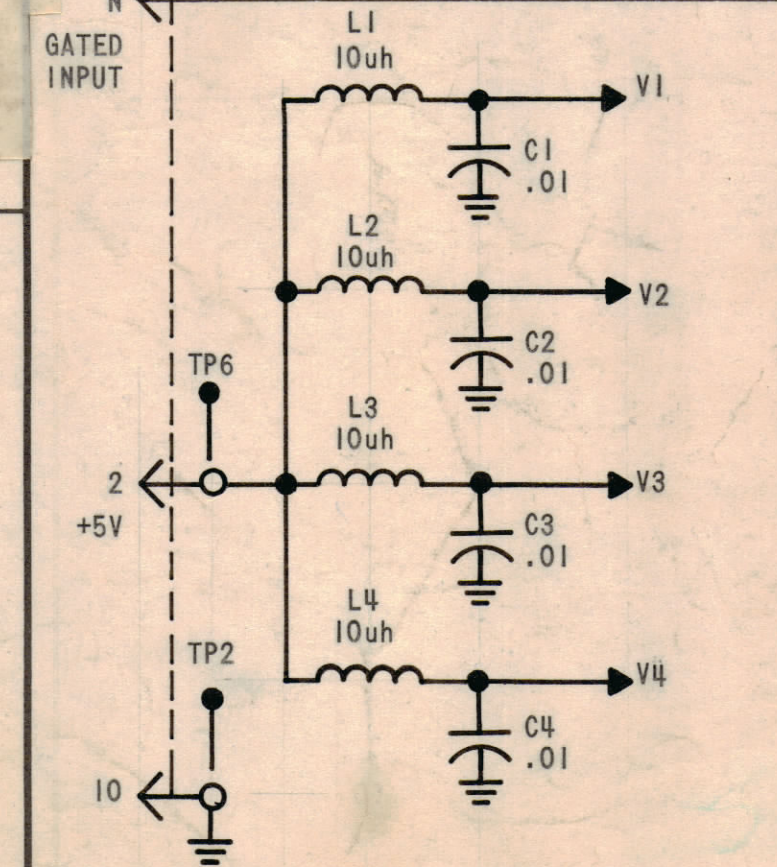 N
GATED
INPUT
L1
10uh
V1
C1
.01
L2
10uh
V2
C2
.01
TP6
L3
10uh
2
+5V
V3
C3
.01
L4
10uh
TP2
V4
C4
.01
10